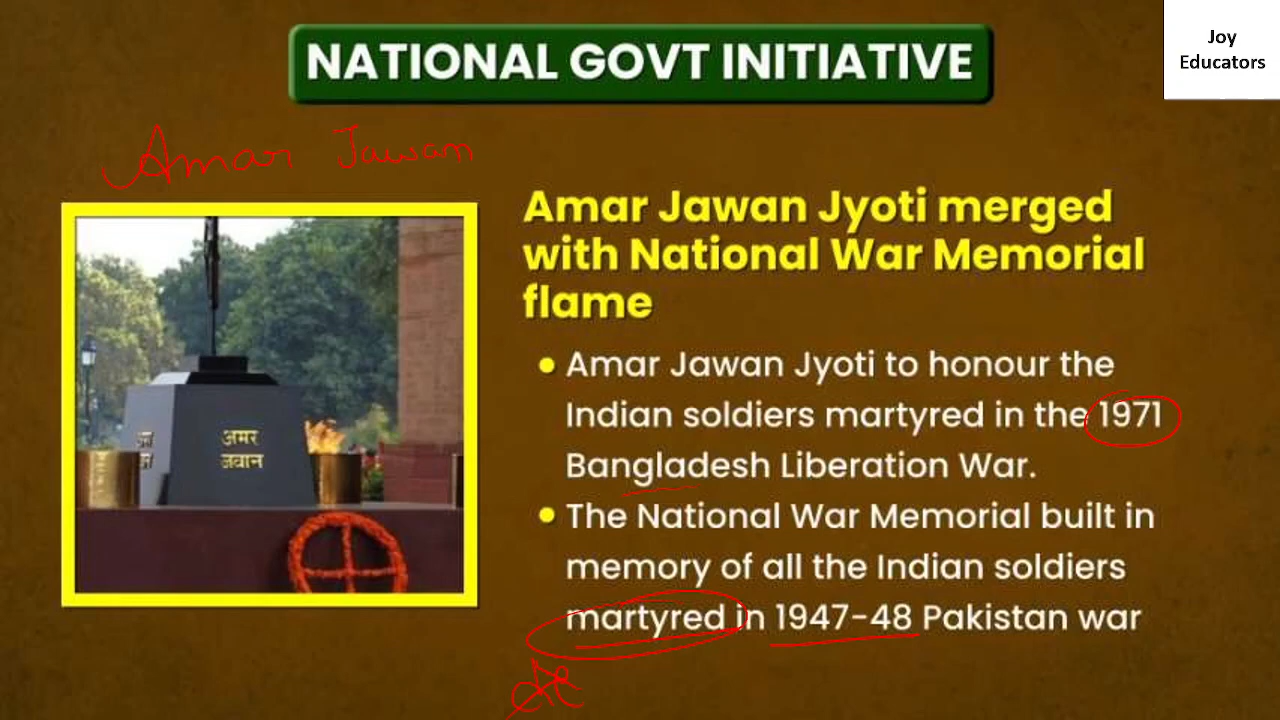 NATIONAL GOVT INITIATIVE
Joy
Educators
Amar Jawan
अमर
जवान
Amar Jawan Jyoti merged
with National War Memorial
flame
Amar Jawan Jyoti to honour the
Indian soldiers martyred in the 1971
Bangladesh Liberation War.
The National War Memorial built in
memory of all the Indian soldiers
martyred in 1947-48 Pakistan war